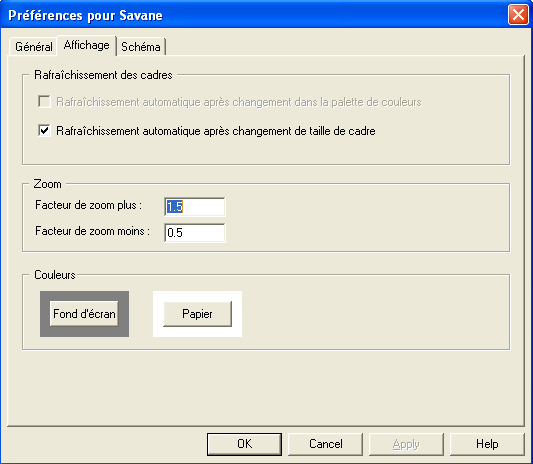 Préférences pour Savane
Général Affichage Schéma
Rafraîchissement des cadres
Rafraîchissement automatique après changement dans la palette de couleurs
Rafraîchissement automatique après changement de taille de cadre
Zoom
Facteur de zoom plus : 1.5
Facteur de zoom moins : 0.5
Couleurs
Fond d'écran Papier
OK Cancel Apply Help